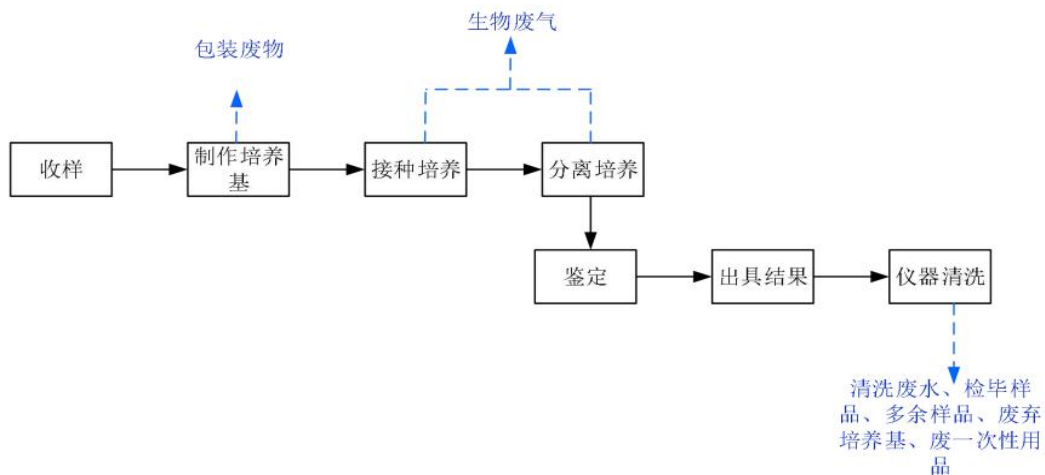 生物废气
包装废物
收样
制作培养
基
接种培养
分离培养
鉴定
出具结果
仪器清洗
清洗废水、检毕样
品、多余样品、废弃
培养基、废一次性用
品